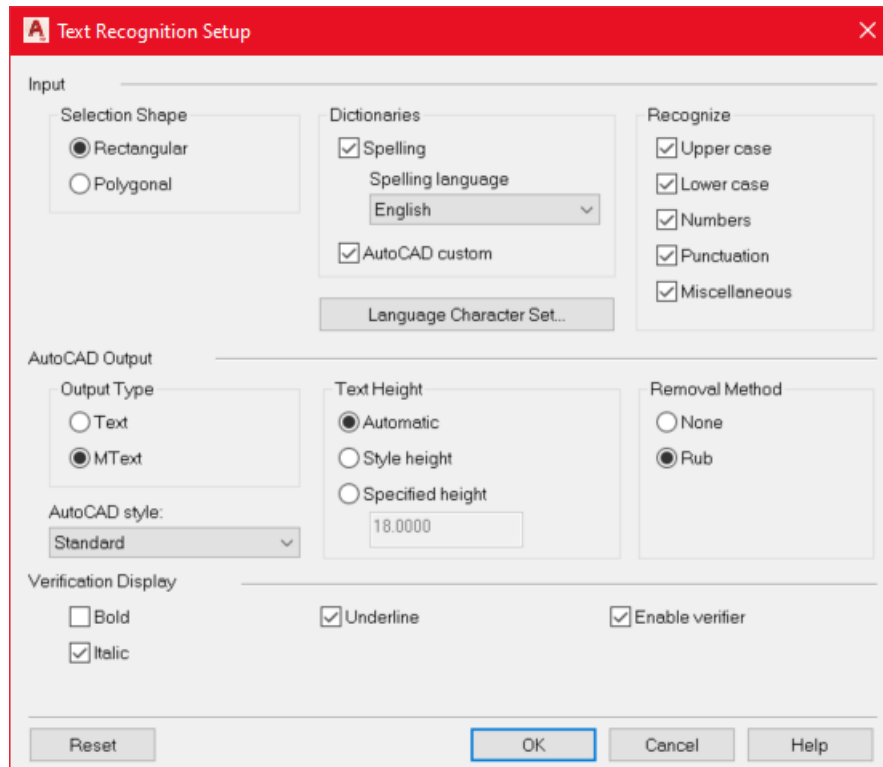 Text Recognition Setup
Input
Selection Shape
Rectangular
Polygonal
Dictionaries
Spelling
Spelling language
English
AutoCAD custom
Language Character Set...
Recognize
Upper case
Lower case
Numbers
Punctuation
Miscellaneous
AutoCAD Output
Output Type
Text
MText
AutoCAD style:
Standard
Text Height
Automatic
Style height
Specified height
18.0000
Removal Method
None
Rub
Verification Display
Bold
Italic
Underline
Enable verifier
Reset
OK
Cancel
Help